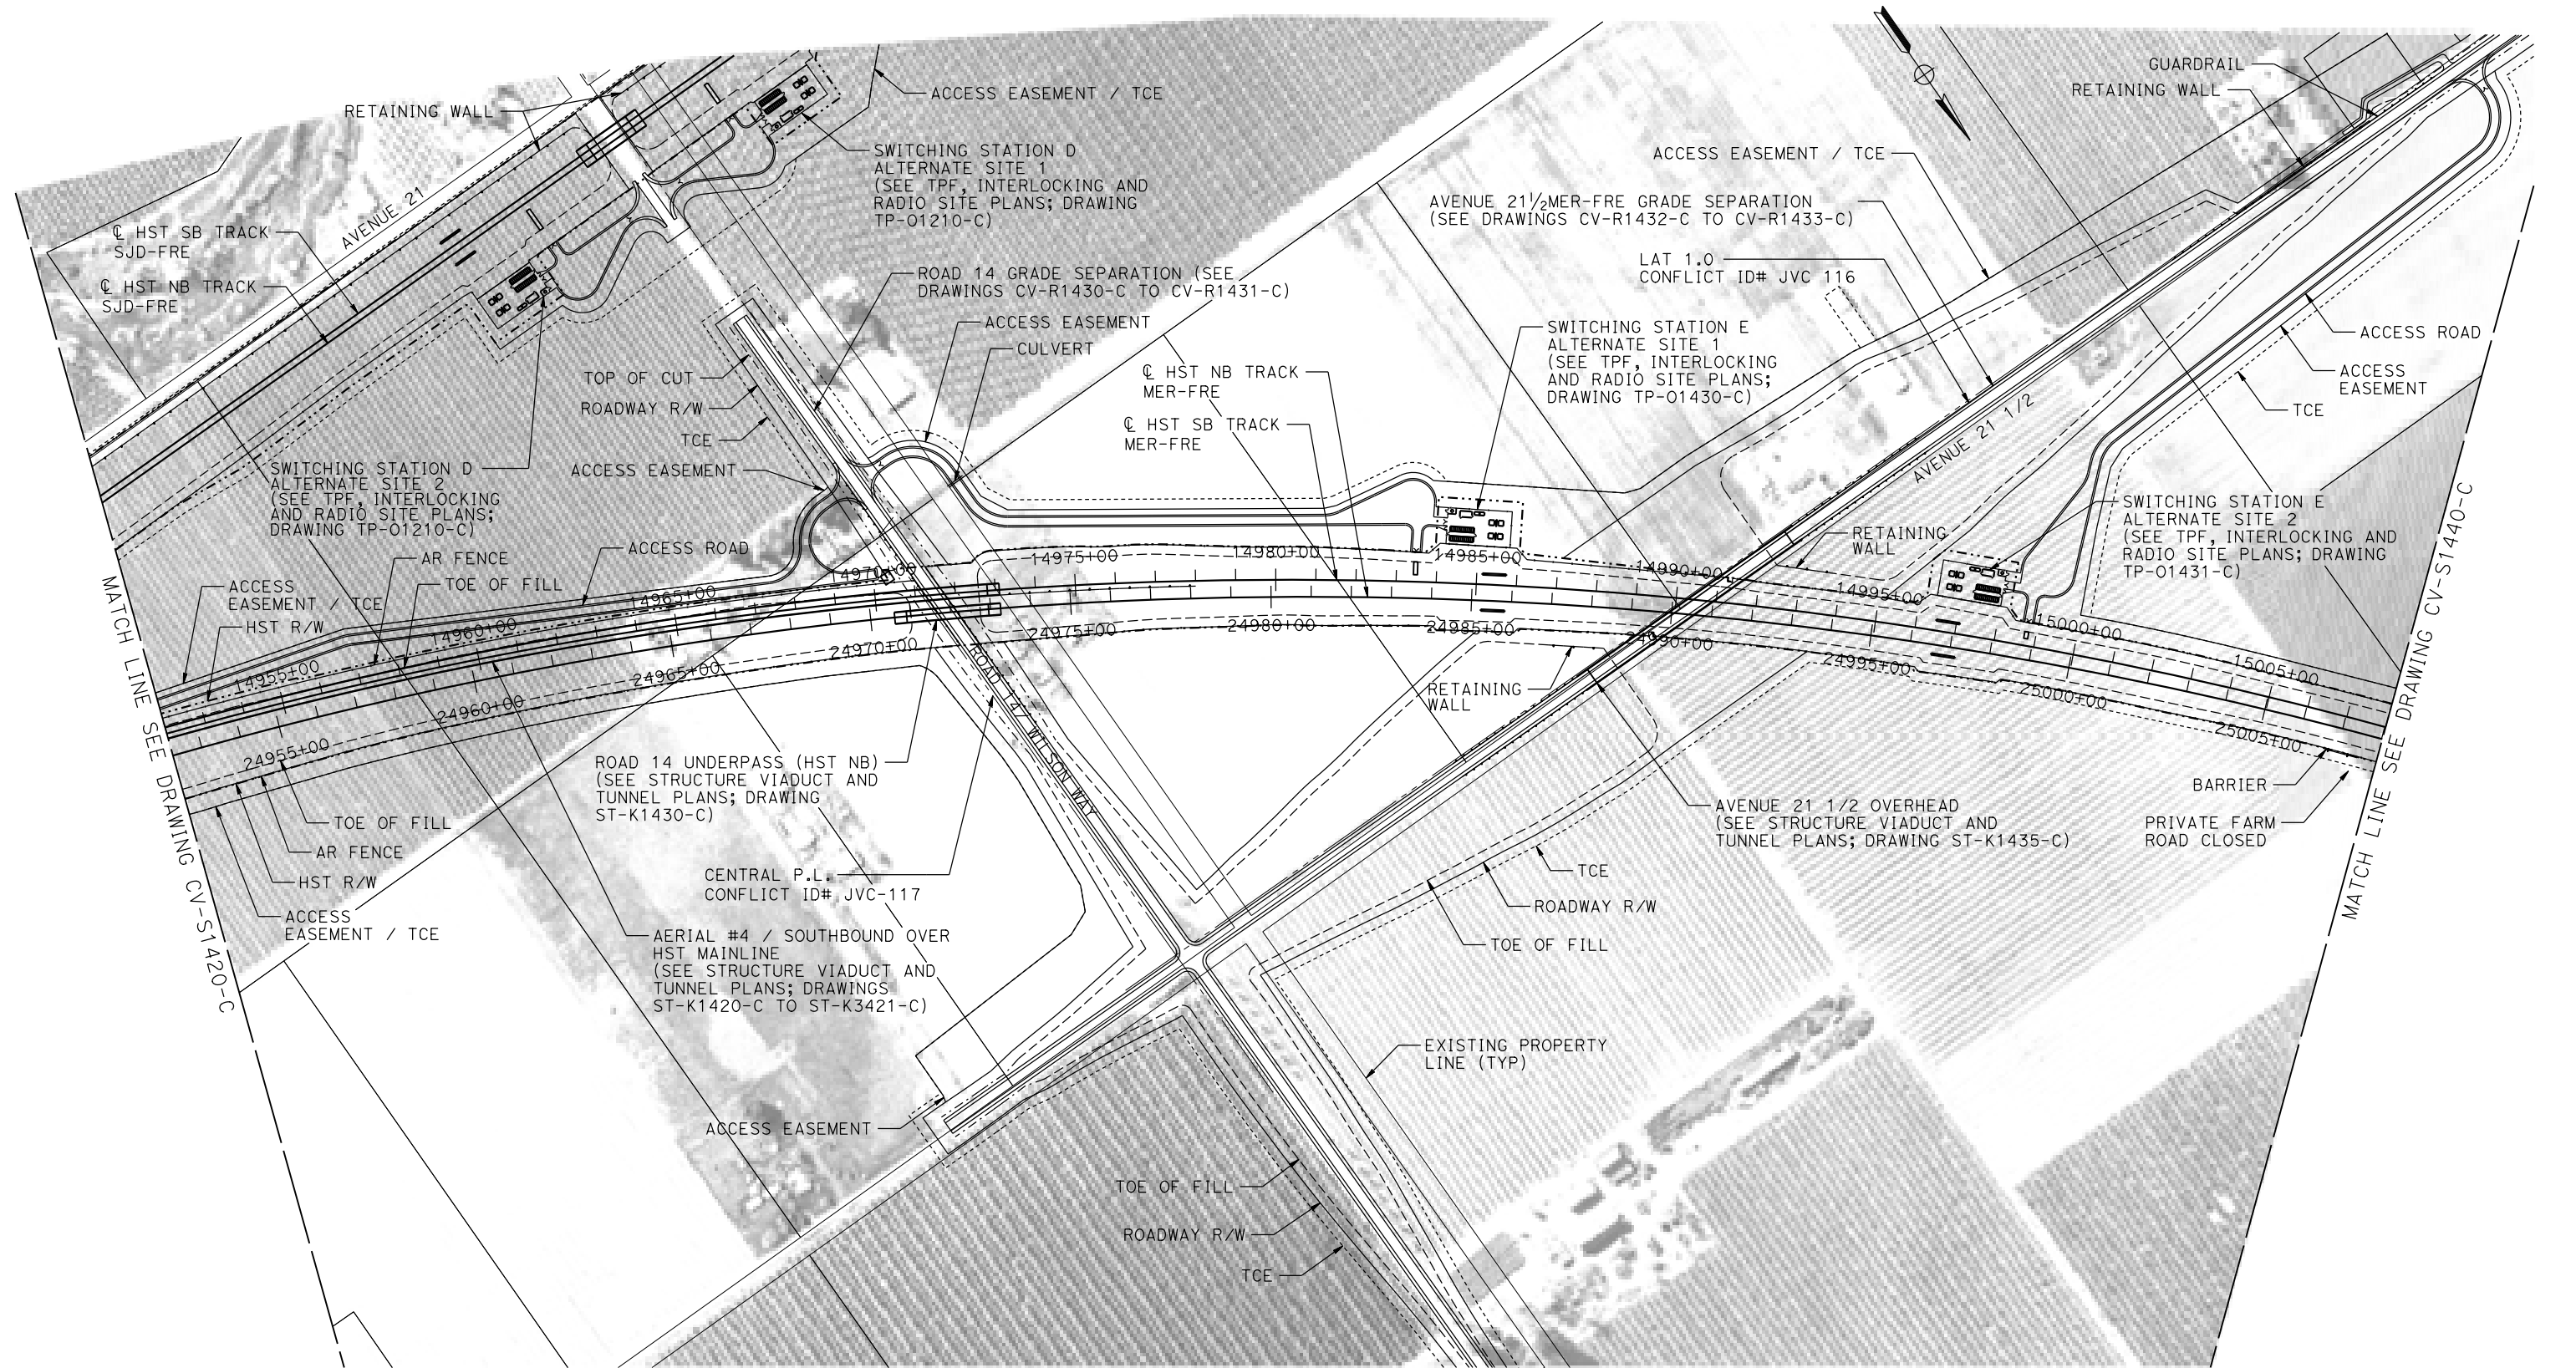 GUARDRAIL
RETAINING WALL
RETAINING WALL
ACCESS EASEMENT / TCE
SWITCHING STATION D
ALTERNATE SITE 1
(SEE TPF, INTERLOCKING AND
RADIO SITE PLANS; DRAWING
TP-O1210-C)
ACCESS EASEMENT / TCE
AVENUE 21½MER-FRE GRADE SEPARATION
(SEE DRAWINGS CV-R1432-C TO CV-R1433-C)
LAT 1.0
CONFLICT ID# JVC 116
AVENUE 21
℄ HST SB TRACK
SJD-FRE
℄ HST NB TRACK
SJD-FRE
ROAD 14 GRADE SEPARATION (SEE
DRAWINGS CV-R1430-C TO CV-R1431-C)
ACCESS EASEMENT
CULVERT
TOP OF CUT
ROADWAY R/W
TCE
ACCESS EASEMENT
℄ HST NB TRACK
MER-FRE
℄ HST SB TRACK
MER-FRE
SWITCHING STATION E
ALTERNATE SITE 1
(SEE TPF, INTERLOCKING
AND RADIO SITE PLANS;
DRAWING TP-O1430-C)
ACCESS ROAD
ACCESS
EASEMENT
TCE
AVENUE 21 1/2
SWITCHING STATION D
ALTERNATE SITE 2
(SEE TPF, INTERLOCKING
AND RADIO SITE PLANS;
DRAWING TP-O1210-C)
SWITCHING STATION E
ALTERNATE SITE 2
(SEE TPF, INTERLOCKING AND
RADIO SITE PLANS; DRAWING
TP-O1431-C)
RETAINING
WALL
ACCESS ROAD
AR FENCE
TOE OF FILL
ACCESS
EASEMENT / TCE
HST R/W
14955+00
14960+00
14965+00
14970+00
14975+00
14980+00
14985+00
14990+00
14995+00
15000+00
15005+00
24955+00
24960+00
24965+00
24970+00
24975+00
24980+00
24985+00
24990+00
24995+00
25000+00
25005+00
MATCH LINE SEE DRAWING CV-S1420-C
MATCH LINE SEE DRAWING CV-S1440-C
RETAINING
WALL
ROAD 14/ WILSON WAY
ROAD 14 UNDERPASS (HST NB)
(SEE STRUCTURE VIADUCT AND
TUNNEL PLANS; DRAWING
ST-K1430-C)
TOE OF FILL
AR FENCE
HST R/W
ACCESS
EASEMENT / TCE
CENTRAL P.L.
CONFLICT ID# JVC-117
AERIAL #4 / SOUTHBOUND OVER
HST MAINLINE
(SEE STRUCTURE VIADUCT AND
TUNNEL PLANS; DRAWINGS
ST-K1420-C TO ST-K3421-C)
AVENUE 21 1/2 OVERHEAD
(SEE STRUCTURE VIADUCT AND
TUNNEL PLANS; DRAWING ST-K1435-C)
BARRIER
PRIVATE FARM
ROAD CLOSED
TCE
ROADWAY R/W
TOE OF FILL
EXISTING PROPERTY
LINE (TYP)
ACCESS EASEMENT
TOE OF FILL
ROADWAY R/W
TCE